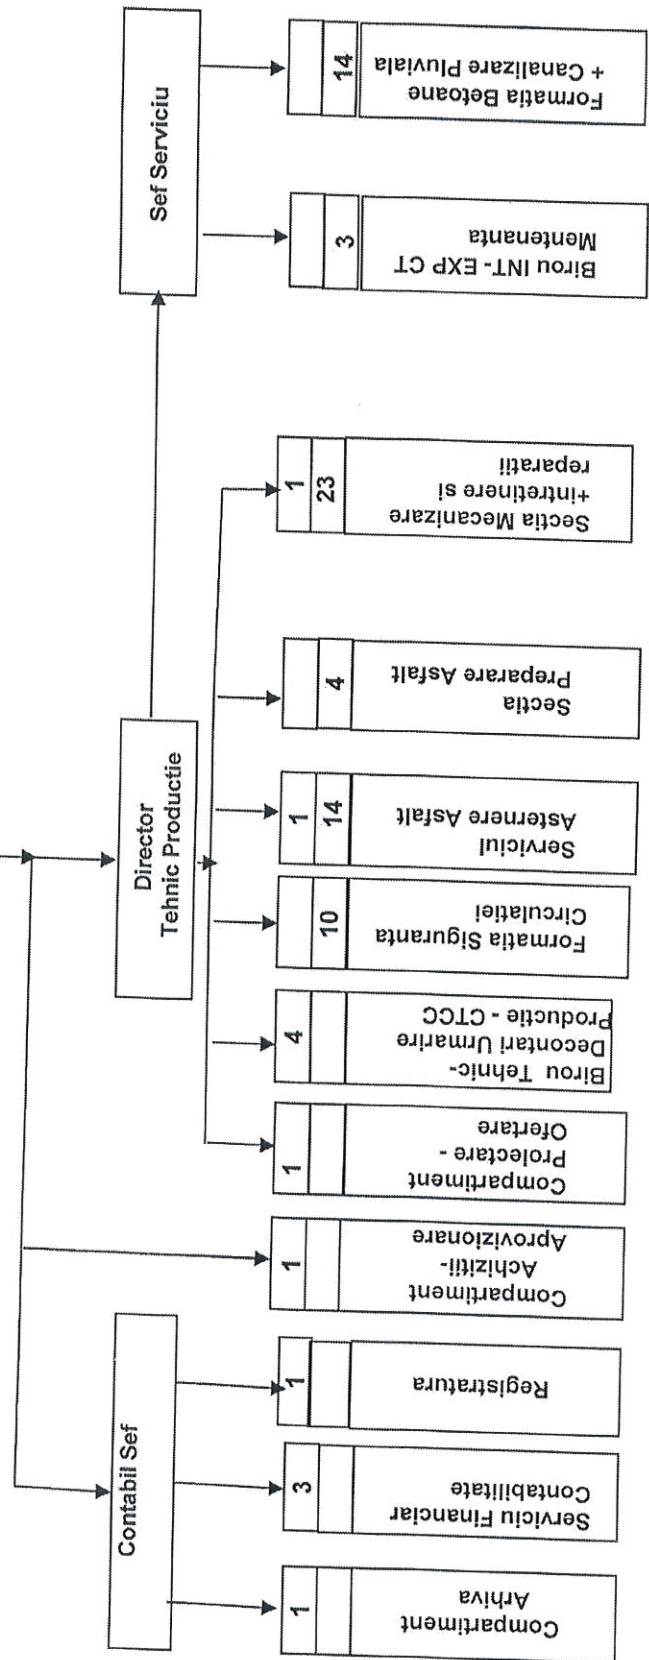 Contabil Sef
Director
Tehnic Productie
Sef Serviciu
1
Compartiment
Arhiva
3
Serviciu Financiar
Contabilitate
1
Registratura
1
Compartiment
Achizitii-
Aprovizionare
1
Compartiment
Proiectare -
Ofertare
4
Birou Tehnic-
Decontari Urmarire
Productie - CTCC
10
Formatia Siguranta
Circulatiei
1
14
Serviciul
Asternere Asfalt
4
Sectia
Preparare Asfalt
1
23
Sectia Mecanizare
+intretinere si
reparatii
3
Birou INT- EXP CT
Mentenanta
14
Formatia Betoane
+ Canalizare Pluviala